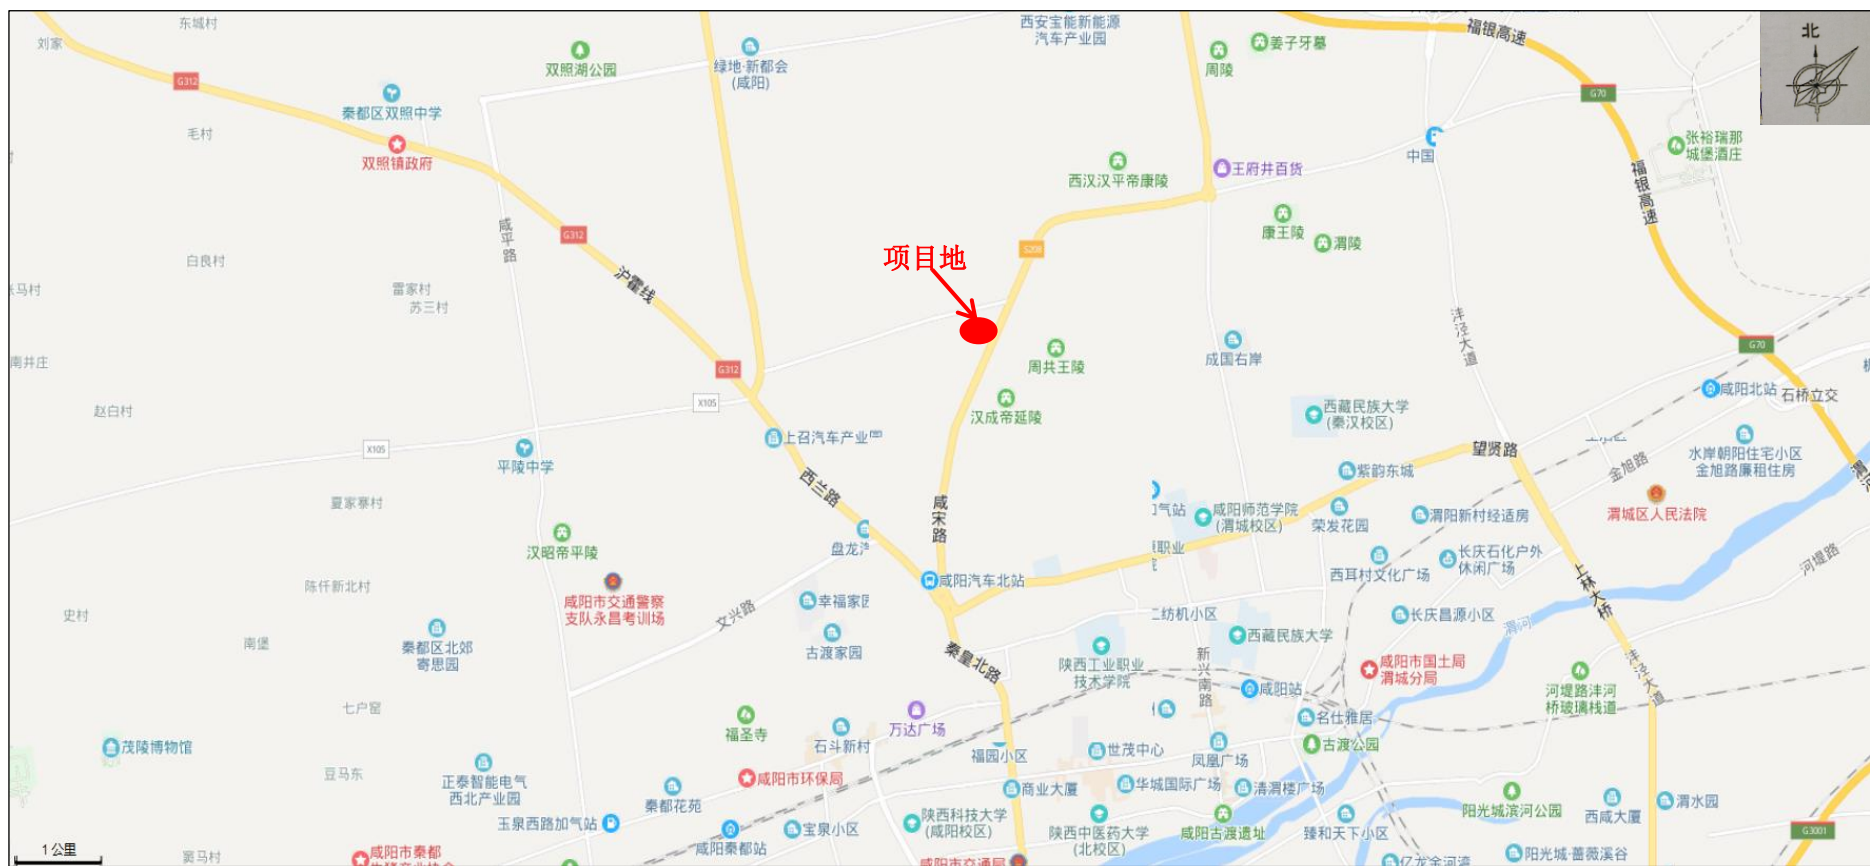 东城村
刘家
双照湖公园
绿地·新都会
(咸阳)
西安宝能新能源
汽车产业园
周陵
姜子牙墓
福银高速
北
G312
秦都区双照中学
G70
毛村
双照镇政府
西汉汉平帝康陵
王府井百货
中国
张裕瑞那
城堡酒庄
福银高速
咸平路
G312
康王陵
渭陵
白良村
项目地
S208
沪霍线
雷家村
苏三村
马村
南井庄
G312
周共王陵
成国右岸
沣泾大道
G70
咸阳北站
石桥立交
赵白村
X105
汉成帝延陵
西藏民族大学
(秦汉校区)
X105
上召汽车产业
平陵中学
望贤路
水岸朝阳住宅小区
金旭路廉租住房
金旭路
紫韵东城
西兰路
咸宋路
夏家寨村
气站
咸阳师范学院
(渭城校区)
荣发花园
渭阳新村经适房
渭城区人民法院
渭河
汉昭帝平陵
盘龙汽
职业
西耳村文化广场
长庆石化户外
休闲广场
河堤路
陈仟新北村
咸阳市交通警察
支队永昌考训场
咸阳汽车北站
上林大桥
史村
文兴路
幸福家园
二纺机小区
长庆昌源小区
渭河
南堡
秦都区北郊
寄思园
古渡家园
秦皇北路
陕西工业职业
技术学院
西藏民族大学
新兴南路
咸阳市国土局
渭城分局
沣泾大道
河堤路沣河
桥玻璃栈道
咸阳站
七户窑
福圣寺
万达广场
名仕雅居
茂陵博物馆
石斗新村
福园小区
世茂中心
凤凰广场
古渡公园
豆马东
正泰智能电气
西北产业园
咸阳市环保局
秦都花苑
商业大厦
华城国际广场
清渭楼广场
阳光城滨河公园
西咸大厦
渭水园
玉泉西路加气站
咸阳秦都站
宝泉小区
陕西科技大学
(咸阳校区)
陕西中医药大学
(北校区)
咸阳古渡遗址
臻和天下小区
G3001
1公里
窦马村
咸阳市秦都
咸阳市交通局
亿龙金河湾
阳光城·蔷薇溪谷